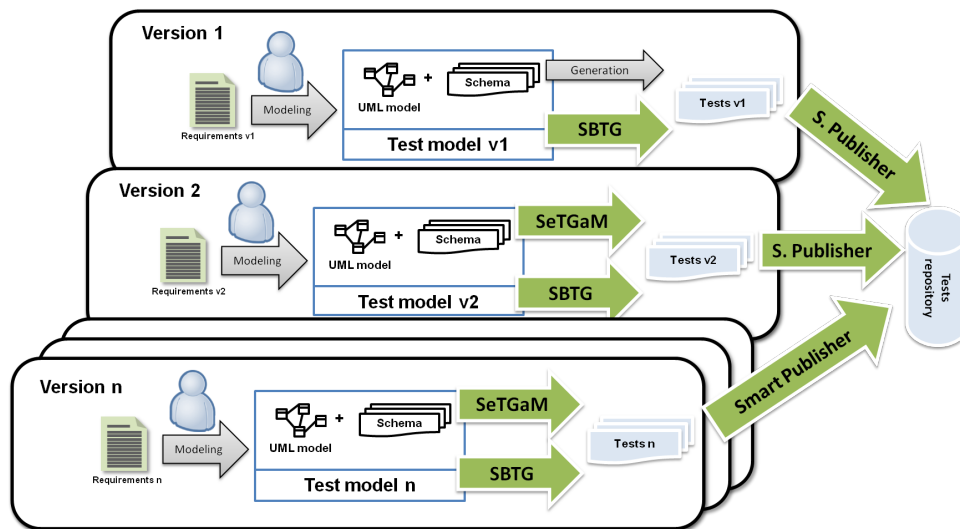 Version 1
Requirements v1
Modeling
UML model
+
Schema
Test model v1
Generation
SBTG
Tests v1
S. Publisher
Version 2
Requirements v2
Modeling
UML model
+
Schema
Test model v2
SeTGaM
SBTG
Tests v2
S. Publisher
Tests
repository
Version n
Requirements n
Modeling
UML model
+
Schema
Test model n
SeTGaM
SBTG
Tests n
Smart Publisher